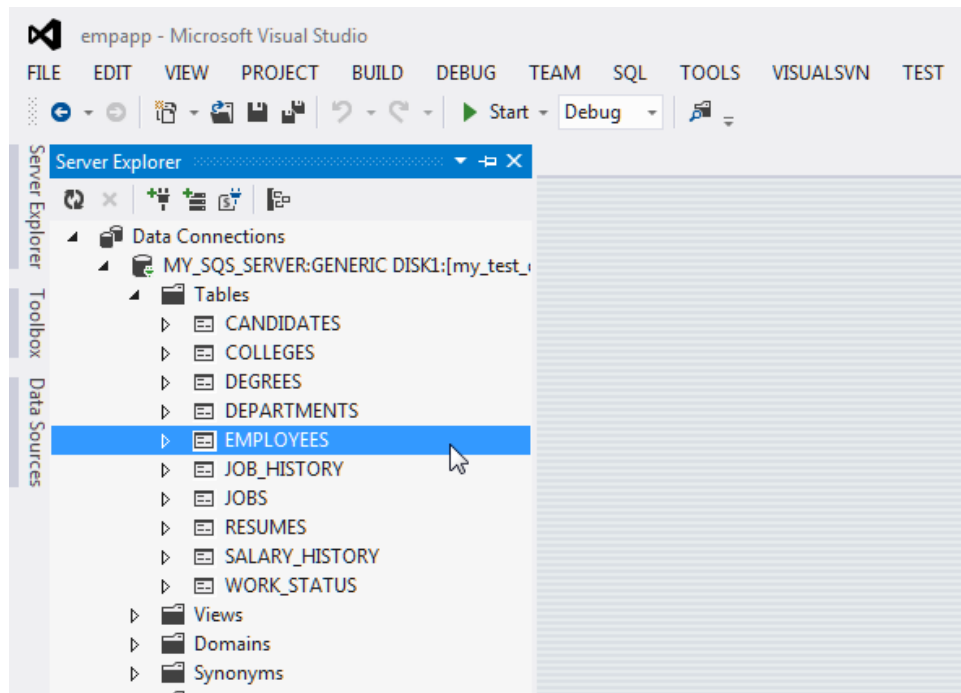 empapp - Microsoft Visual Studio
FILE EDIT VIEW PROJECT BUILD DEBUG TEAM SQL TOOLS VISUALSVN TEST
Start Debug
Server Explorer
Server Explorer
Toolbox
Data Sources
Data Connections
MY_SQS_SERVER:GENERIC DISK1:[my_test_
Tables
CANDIDATES
COLLEGES
DEGREES
DEPARTMENTS
EMPLOYEES
JOB_HISTORY
JOBS
RESUMES
SALARY_HISTORY
WORK_STATUS
Views
Domains
Synonyms